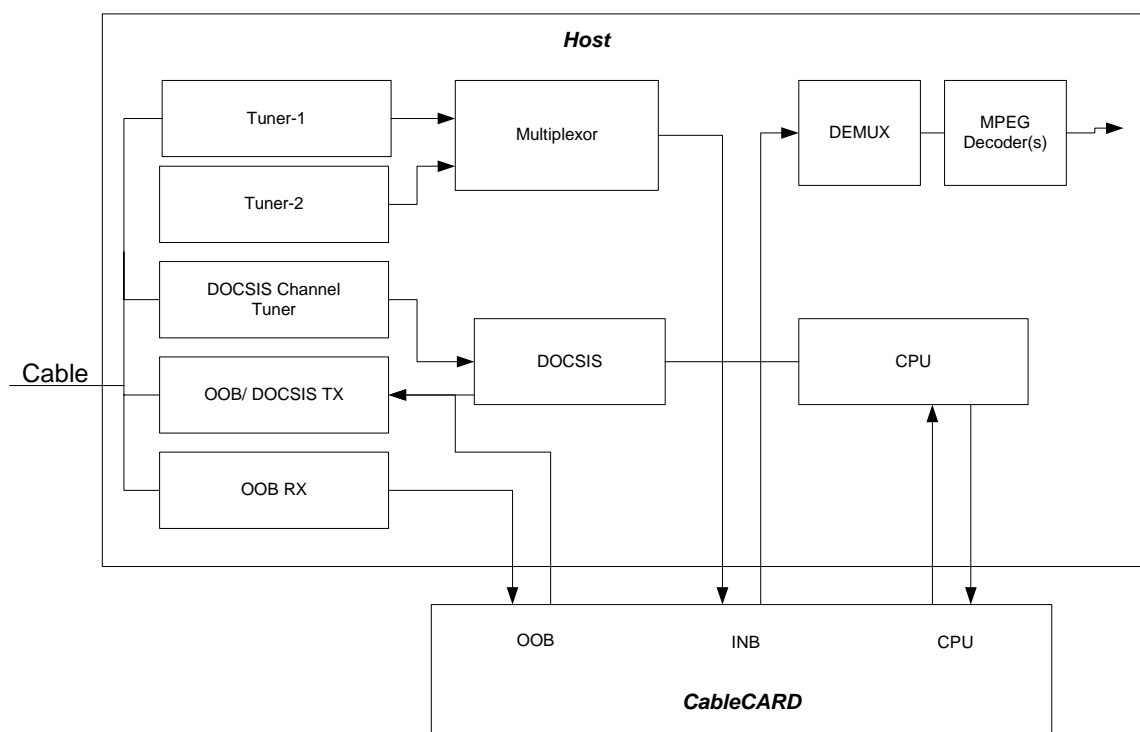 Host
Tuner-1
Multiplexor
DEMUX
MPEG
Decoder(s)
Tuner-2
DOCSIS Channel
Tuner
DOCSIS
CPU
Cable
OOB/ DOCSIS TX
OOB RX
OOB
INB
CPU
CableCARD